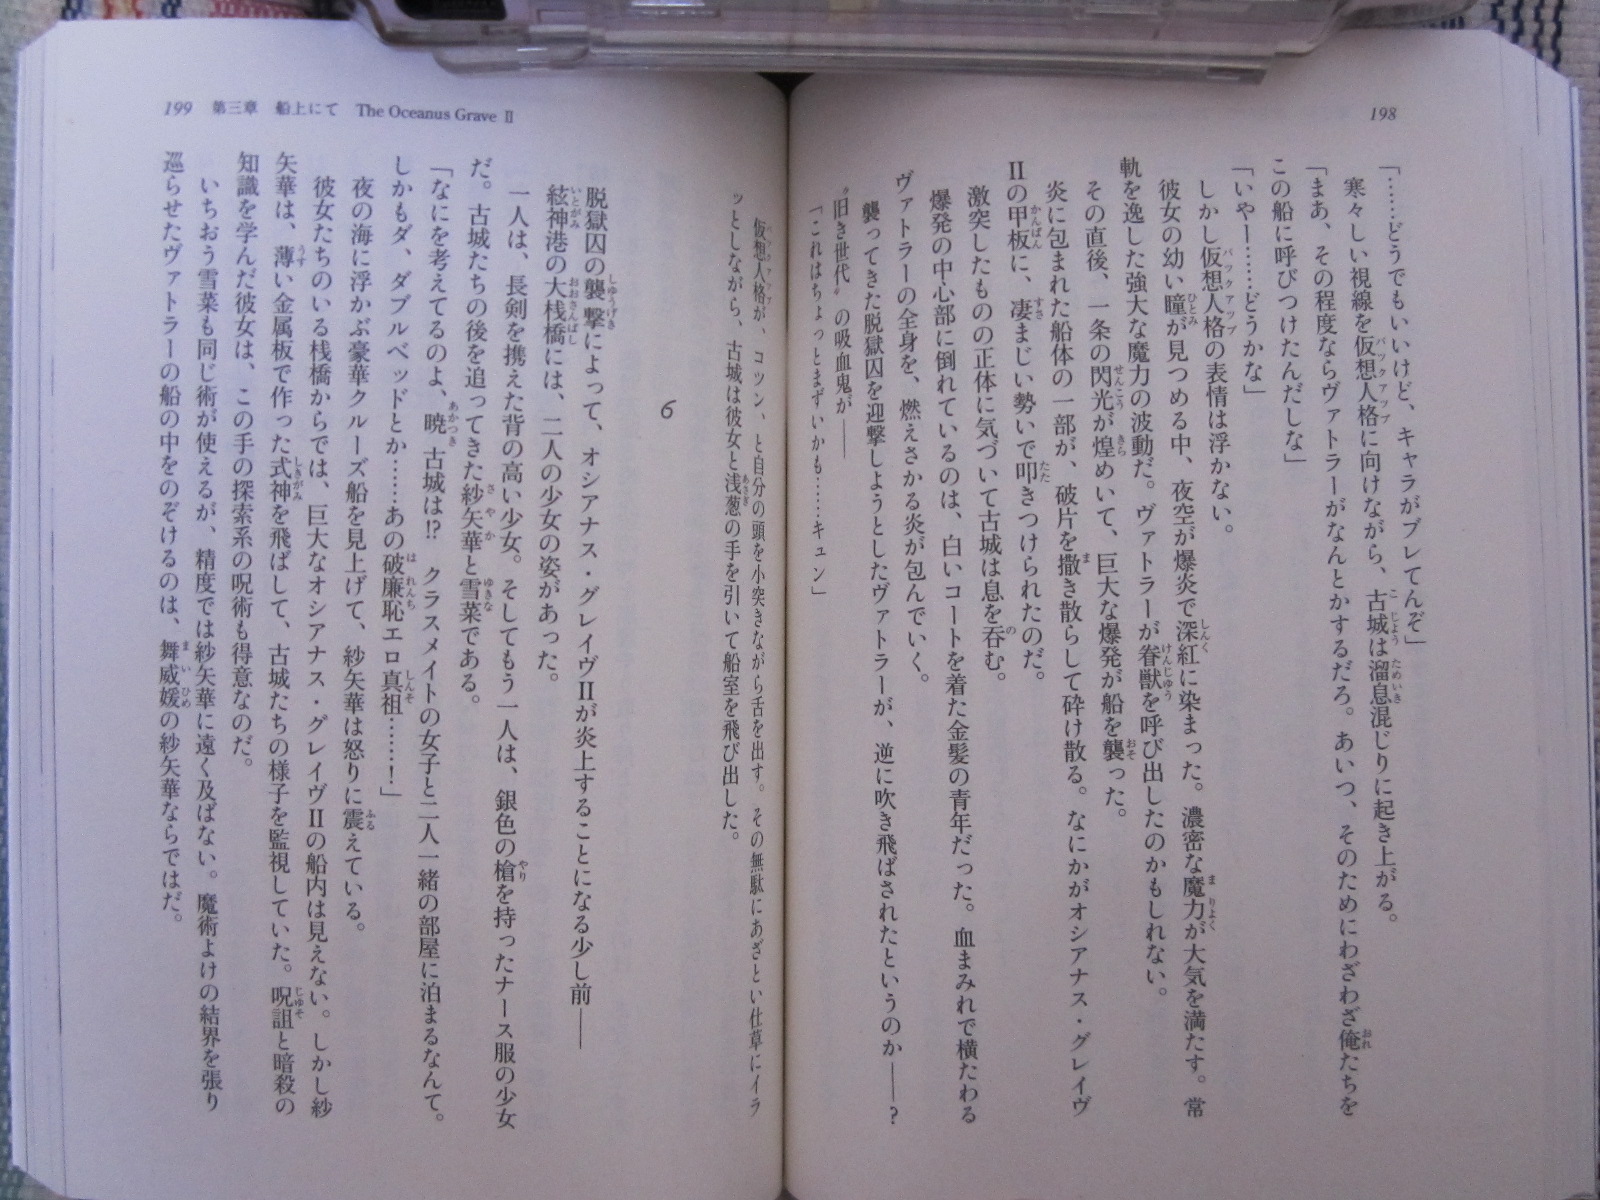 198
「……どうでもいいけど、キャラがブレてんぞ」
寒々しい視線を仮想人格に向けながら、古城は溜息混じりに起き上がる。
「まあ、その程度ならヴァトラーがなんとかするだろ。あいつ、そのためにわざわざ俺たちを
この船に呼びつけたんだしな」
「いやー……どうかな」
しかし仮想人格の表情は浮かない。
彼女の幼い瞳が見つめる中、夜空が爆炎で深紅に染まった。濃密な魔力が大気を満たす。常
軌を逸した強大な魔力の波動だ。ヴァトラーが眷獣を呼び出したのかもしれない。
その直後、一条の閃光が煌めいて、巨大な爆発が船を襲った。
炎に包まれた船体の一部が、破片を撒き散らして砕け散る。なにかがオシアナス・グレイヴ
Ⅱの甲板に、凄まじい勢いで叩きつけられたのだ。
激突したものの正体に気づいて古城は息を呑む。
爆発の中心部に倒れているのは、白いコートを着た金髪の青年だった。血まみれで横たわる
ヴァトラーの全身を、燃えさかる炎が包んでいく。
襲ってきた脱獄囚を迎撃しようとしたヴァトラーが、逆に吹き飛ばされたというのか――?
“旧き世代”の吸血鬼が――
「これはちょっとまずいかも……キュン」
仮想人格が、コツン、と自分の頭を小突きながら舌を出す。その無駄にあざとい仕草にイラ
ッとしながら、古城は彼女と浅葱の手を引いて船室を飛び出した。
6
脱獄囚の襲撃によって、オシアナス・グレイヴⅡが炎上することになる少し前――
絃神港の大桟橋には、二人の少女の姿があった。
一人は、長剣を携えた背の高い少女。そしてもう一人は、銀色の槍を持ったナース服の少女
だ。古城たちの後を追ってきた紗矢華と雪菜である。
「なにを考えてるのよ、暁古城は!? クラスメイトの女子と二人一緒の部屋に泊まるなんて。
しかもダ、ダブルベッドとか……あの破廉恥エロ真祖……！」
夜の海に浮かぶ豪華クルーズ船を見上げて、紗矢華は怒りに震えている。
彼女たちのいる桟橋からでは、巨大なオシアナス・グレイヴⅡの船内は見えない。しかし紗
矢華は、薄い金属板で作った式神を飛ばして、古城たちの様子を監視していた。呪詛と暗殺の
知識を学んだ彼女は、この手の探索系の呪術も得意なのだ。
いちおう雪菜も同じ術が使えるが、精度では紗矢華に遠く及ばない。魔術よけの結界を張り
巡らせたヴァトラーの船の中をのぞけるのは、舞威媛の紗矢華ならではだ。
199 第三章 船上にて The Oceanus Grave Ⅱ